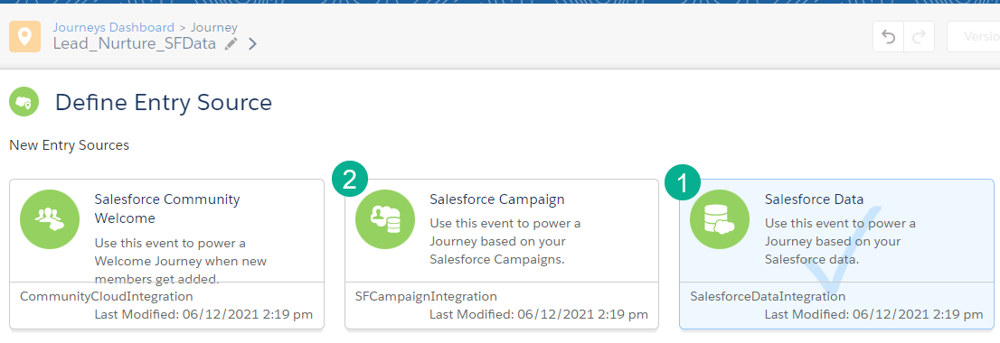 Journeys Dashboard > Journey
Lead_Nurture_SFData
Versio
Define Entry Source
New Entry Sources
Salesforce Community
Welcome
Use this event to power a
Welcome Journey when new
members get added.
CommunityCloudIntegration
Last Modified: 06/12/2021 2:19 pm
2
Salesforce Campaign
Use this event to power a
Journey based on your
Salesforce Campaigns.
SFCampaignIntegration
Last Modified: 06/12/2021 2:19 pm
1
Salesforce Data
Use this event to power a
Journey based on your
Salesforce data.
SalesforceDataIntegration
Last Modified: 06/12/2021 2:19 pm